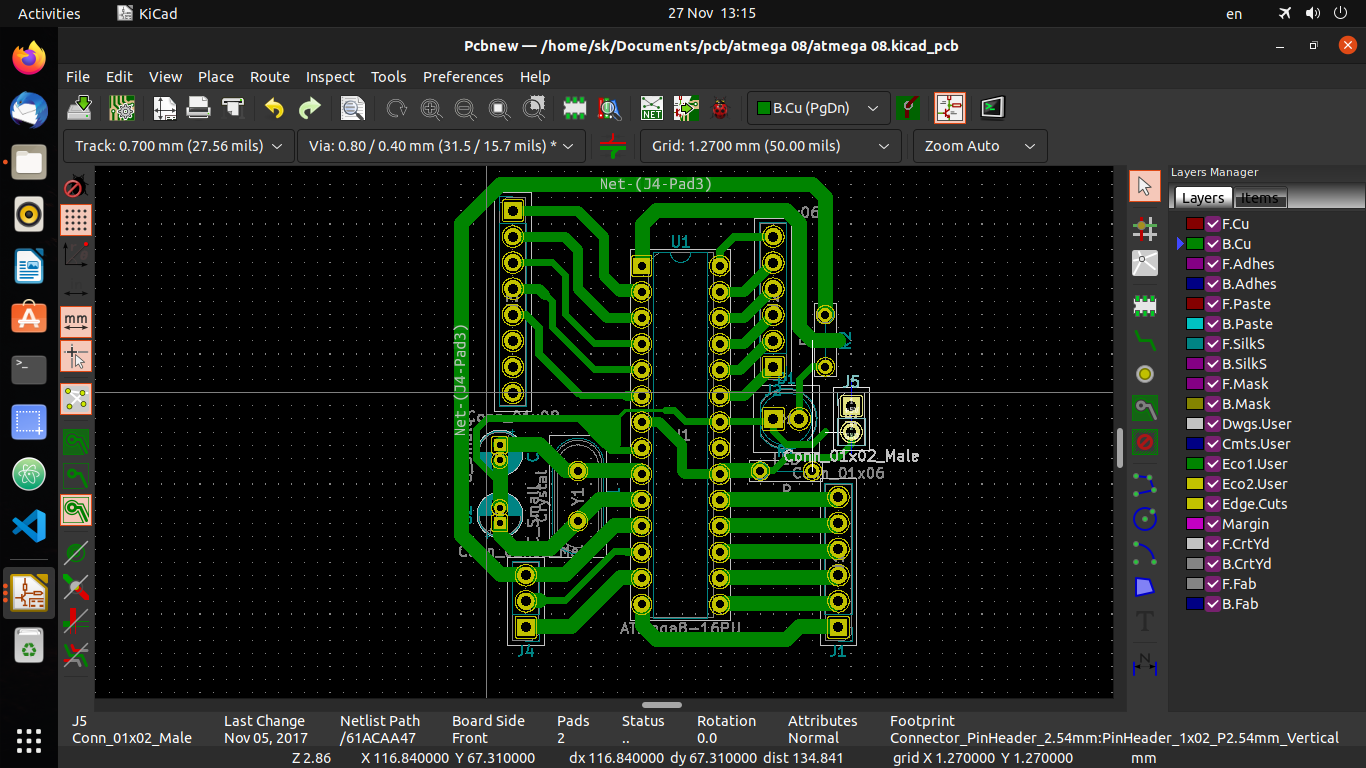 Activities KiCad 27 Nov 13:15 en
Pcbnew — /home/sk/Documents/pcb/atmega 08/atmega 08.kicad_pcb
File Edit View Place Route Inspect Tools Preferences Help
NET B.Cu (PgDn)
Track: 0.700 mm (27.56 mils) Via: 0.80 / 0.40 mm (31.5 / 15.7 mils) * Grid: 1.2700 mm (50.00 mils) Zoom Auto
Layers Manager
Layers Items
F.Cu
B.Cu
F.Adhes
B.Adhes
F.Paste
B.Paste
F.SilkS
B.SilkS
F.Mask
B.Mask
Dwgs.User
Cmts.User
Eco1.User
Eco2.User
Edge.Cuts
Margin
F.CrtYd
B.CrtYd
F.Fab
B.Fab
mm
Net-(J4-Pad3)
U1
Net-(J4-Pad3)
J5
J1
Conn_01x02_Male
Conn_01x06
Crystal
Y1
ATmega8-16PU
J4
J1
T
N
J5 Last Change Netlist Path Board Side Pads Status Rotation Attributes Footprint
Conn_01x02_Male Nov 05, 2017 /61ACAA47 Front 2 .. 0.0 Normal Connector_PinHeader_2.54mm:PinHeader_1x02_P2.54mm_Vertical
Z 2.86 X 116.840000 Y 67.310000 dx 116.840000 dy 67.310000 dist 134.841 grid X 1.270000 Y 1.270000 mm